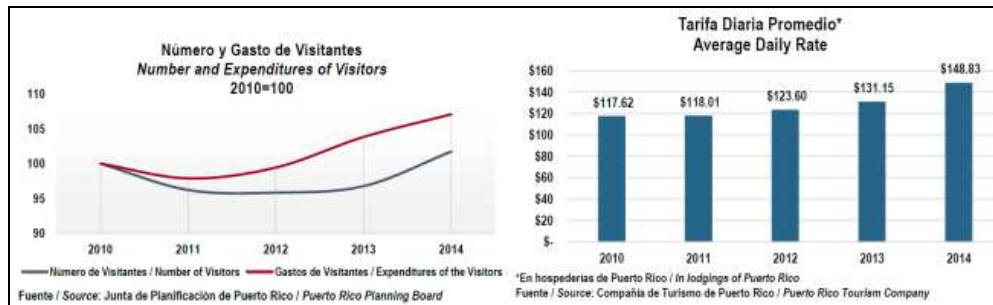 Número y Gasto de Visitantes
Number and Expenditures of Visitors
2010=100
110
105
100
95
90
2010 2011 2012 2013 2014
Número de Visitantes / Number of Visitors Gastos de Visitantes / Expenditures of the Visitors
Fuente / Source: Junta de Planificación de Puerto Rico / Puerto Rico Planning Board
Tarifa Diaria Promedio*
Average Daily Rate
$160
$140
$120
$100
$80
$60
$40
$20
$-
$117.62 $118.01 $123.60 $131.15 $148.83
2010 2011 2012 2013 2014
*En hospederías de Puerto Rico / In lodgings of Puerto Rico
Fuente / Source: Compañía de Turismo de Puerto Rico / Puerto Rico Tourism Company